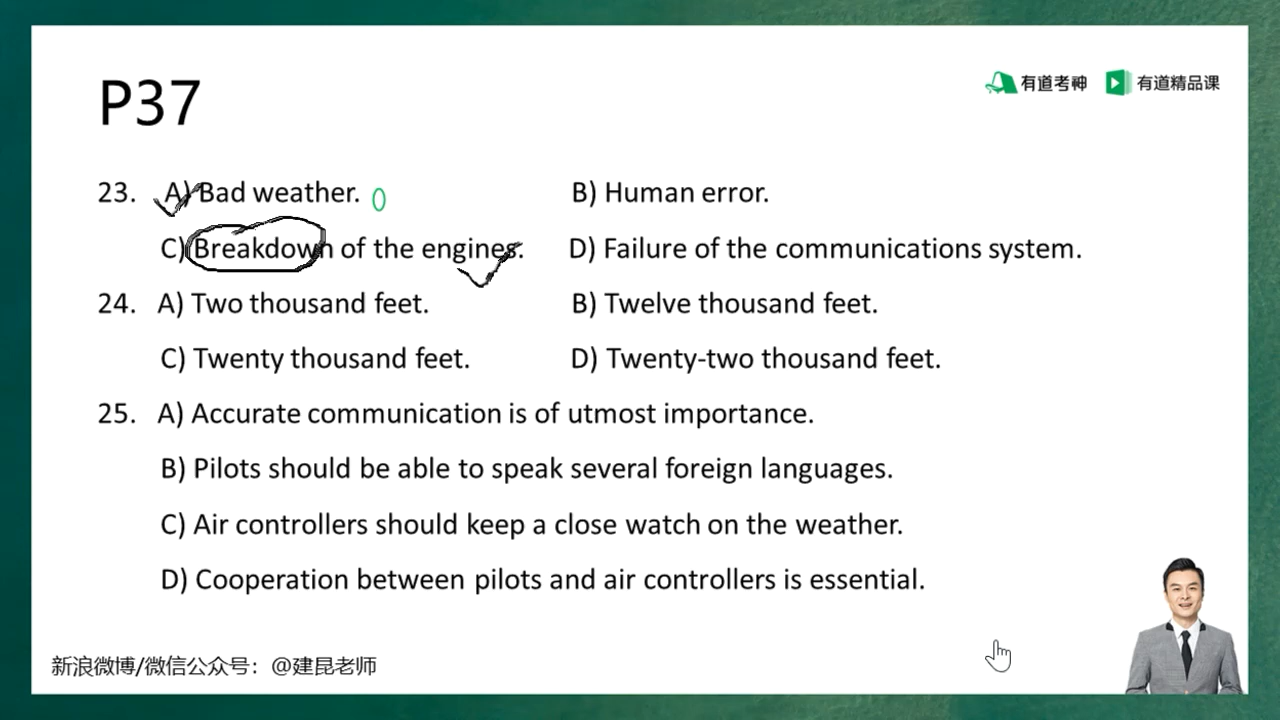 P37
有道考神 有道精品课
23. A) Bad weather. B) Human error.
C) Breakdown of the engines. D) Failure of the communications system.
24. A) Two thousand feet. B) Twelve thousand feet.
C) Twenty thousand feet. D) Twenty-two thousand feet.
25. A) Accurate communication is of utmost importance.
B) Pilots should be able to speak several foreign languages.
C) Air controllers should keep a close watch on the weather.
D) Cooperation between pilots and air controllers is essential.
新浪微博/微信公众号：@建昆老师